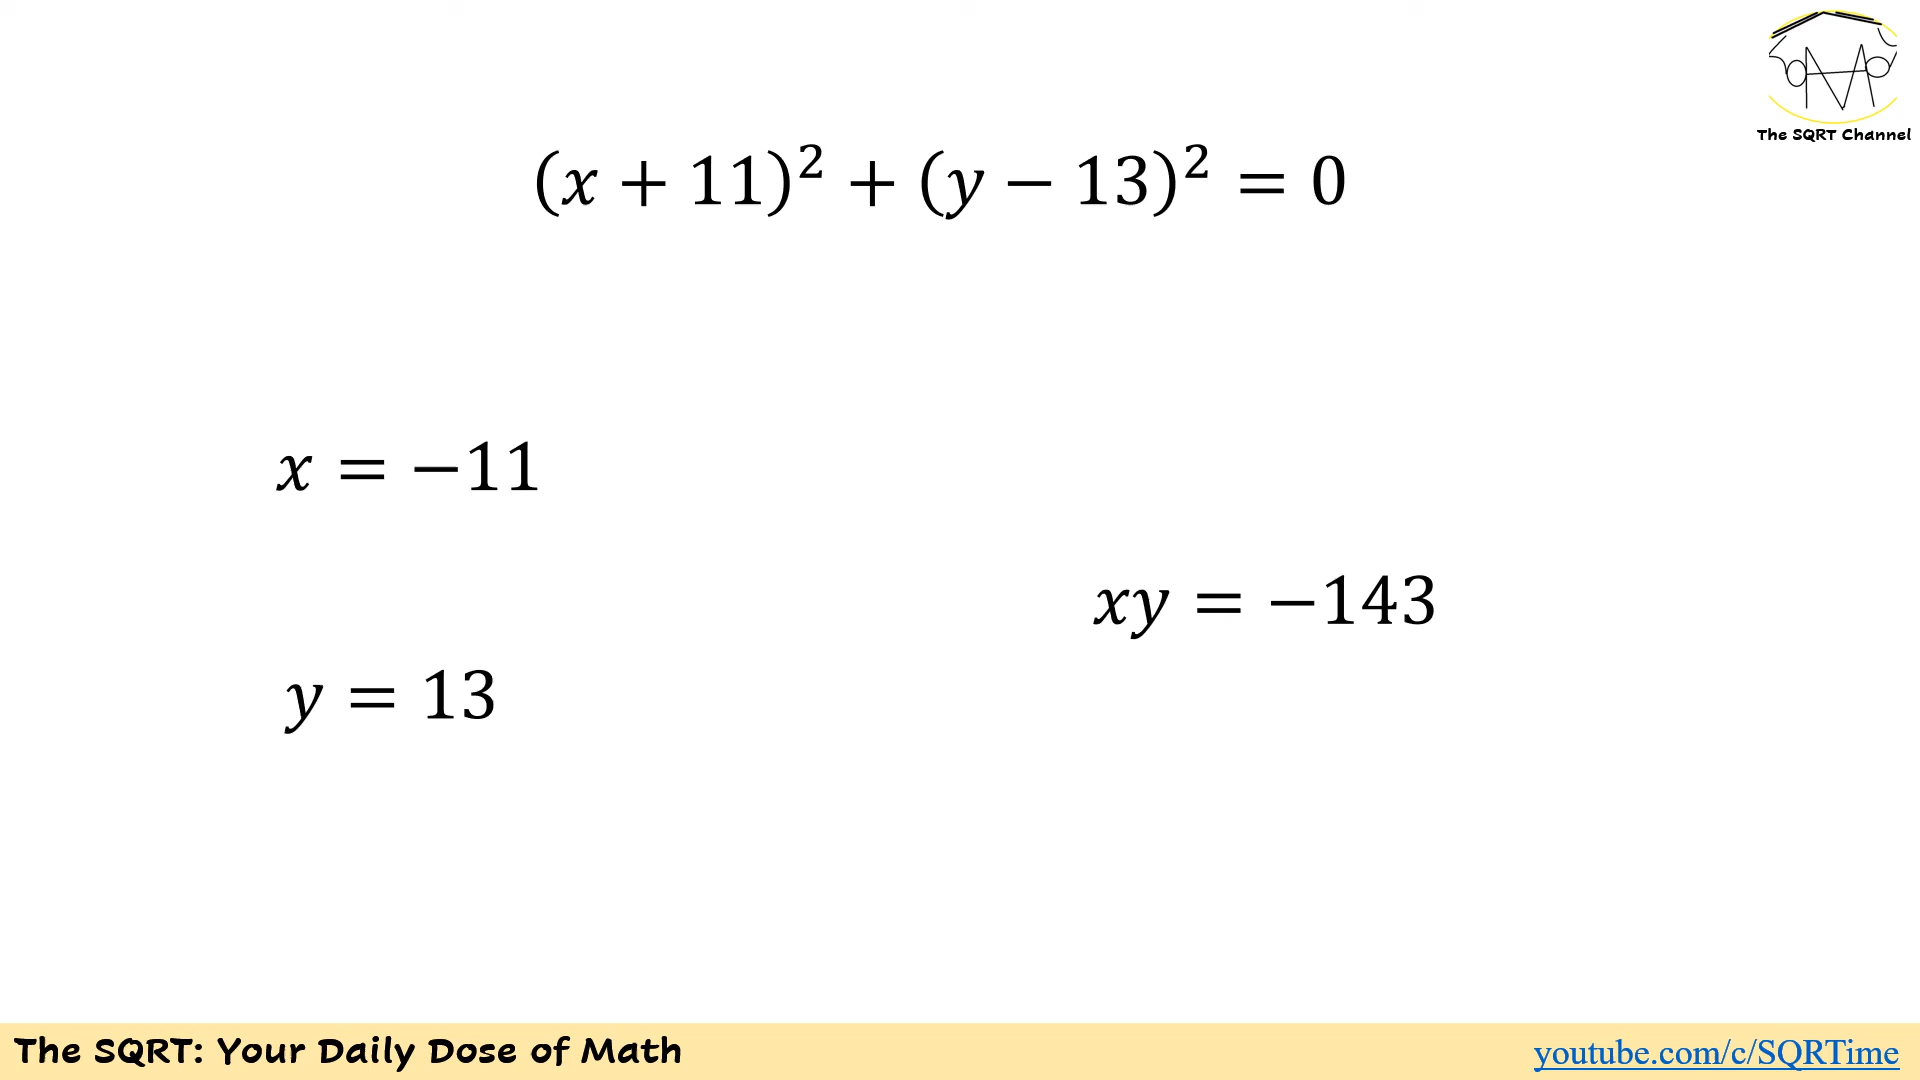 The SQRT Channel
(x + 11)² + (y − 13)² = 0
x = −11
xy = −143
y = 13
The SQRT: Your Daily Dose of Math
youtube.com/c/SQRTime